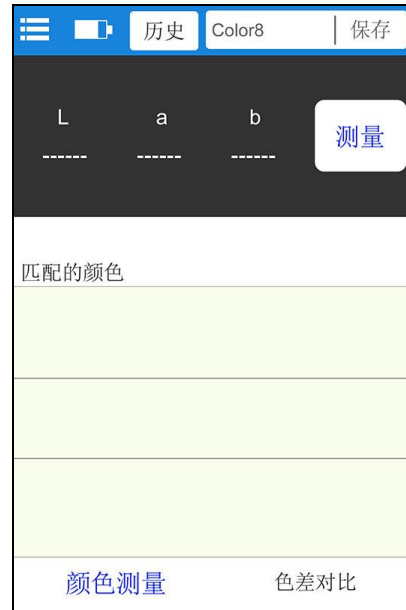 历史 Color8 保存
L a b
------ ------ ------ 测量
匹配的颜色
颜色测量 色差对比